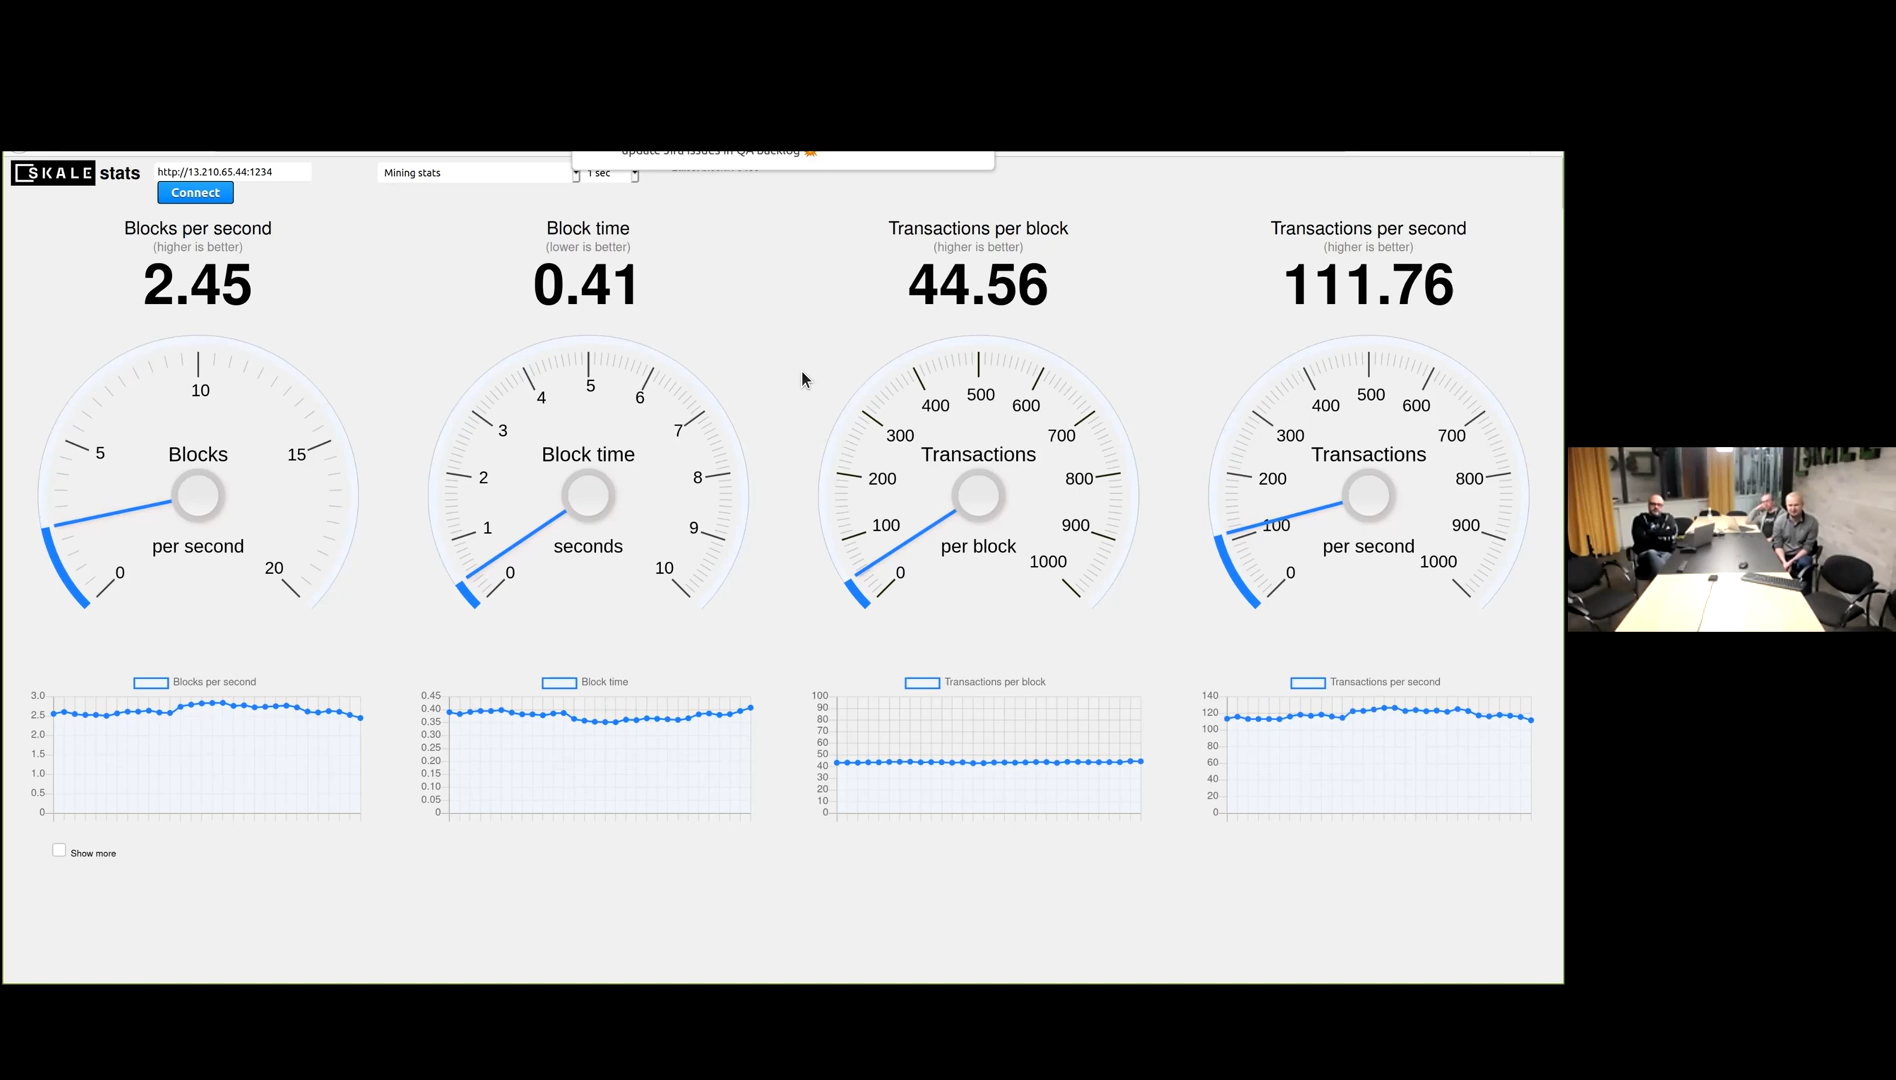 update Jira issues in QA Backlog
SKALE stats
http://13.210.65.44:1234
Mining stats
1 sec
Connect
Blocks per second
(higher is better)
2.45
Block time
(lower is better)
0.41
Transactions per block
(higher is better)
44.56
Transactions per second
(higher is better)
111.76
0
5
10
15
20
Blocks
per second
0
1
2
3
4
5
6
7
8
9
10
Block time
seconds
0
100
200
300
400
500
600
700
800
900
1000
Transactions
per block
0
100
200
300
400
500
600
700
800
900
1000
Transactions
per second
Blocks per second
3.0
2.5
2.0
1.5
1.0
0.5
0
Block time
0.45
0.40
0.35
0.30
0.25
0.20
0.15
0.10
0.05
0
Transactions per block
100
90
80
70
60
50
40
30
20
10
0
Transactions per second
140
120
100
80
60
40
20
0
Show more